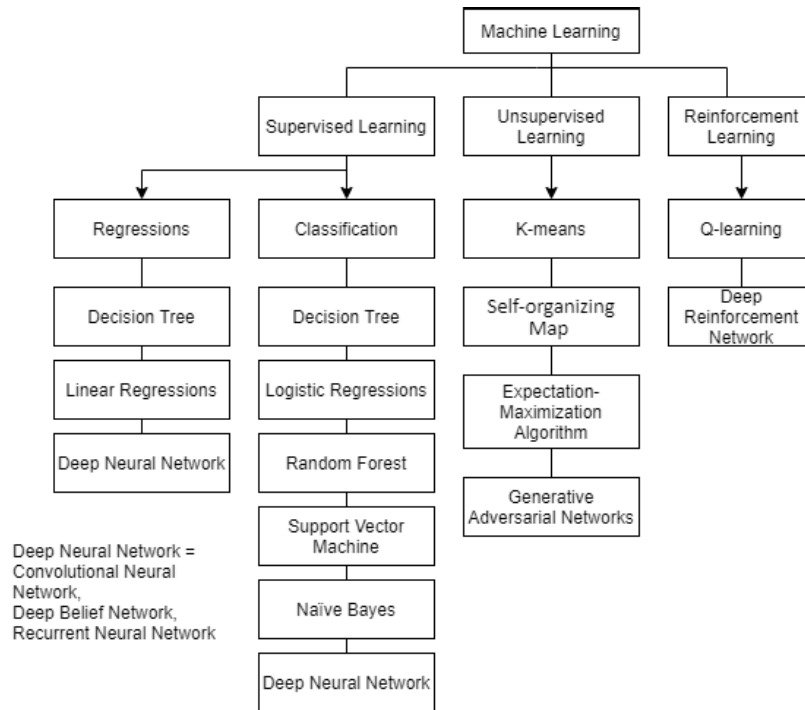 Machine Learning
Supervised Learning
Unsupervised
Learning
Reinforcement
Learning
Regressions
Classification
K-means
Q-learning
Decision Tree
Decision Tree
Self-organizing
Map
Deep
Reinforcement
Network
Linear Regressions
Logistic Regressions
Expectation-
Maximization
Algorithm
Deep Neural Network
Random Forest
Generative
Adversarial Networks
Support Vector
Machine
Deep Neural Network =
Convolutional Neural
Network,
Deep Belief Network,
Recurrent Neural Network
Naïve Bayes
Deep Neural Network